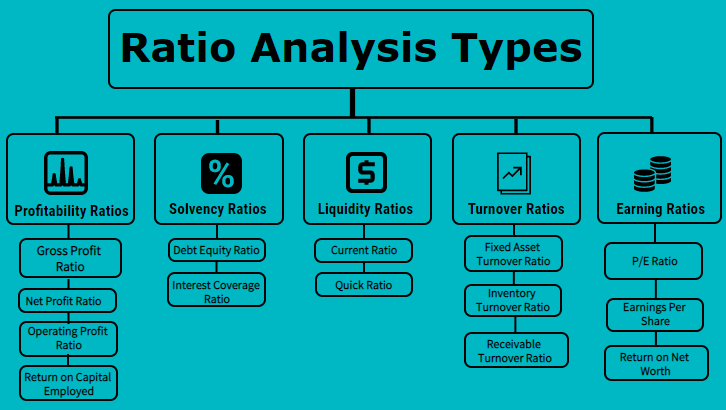 Ratio Analysis Types
%
$
Profitability Ratios
Solvency Ratios
Liquidity Ratios
Turnover Ratios
Earning Ratios
Gross Profit
Ratio
Net Profit Ratio
Operating Profit
Ratio
Return on Capital
Employed
Debt Equity Ratio
Interest Coverage
Ratio
Current Ratio
Quick Ratio
Fixed Asset
Turnover Ratio
Inventory
Turnover Ratio
Receivable
Turnover Ratio
P/E Ratio
Earnings Per
Share
Return on Net
Worth